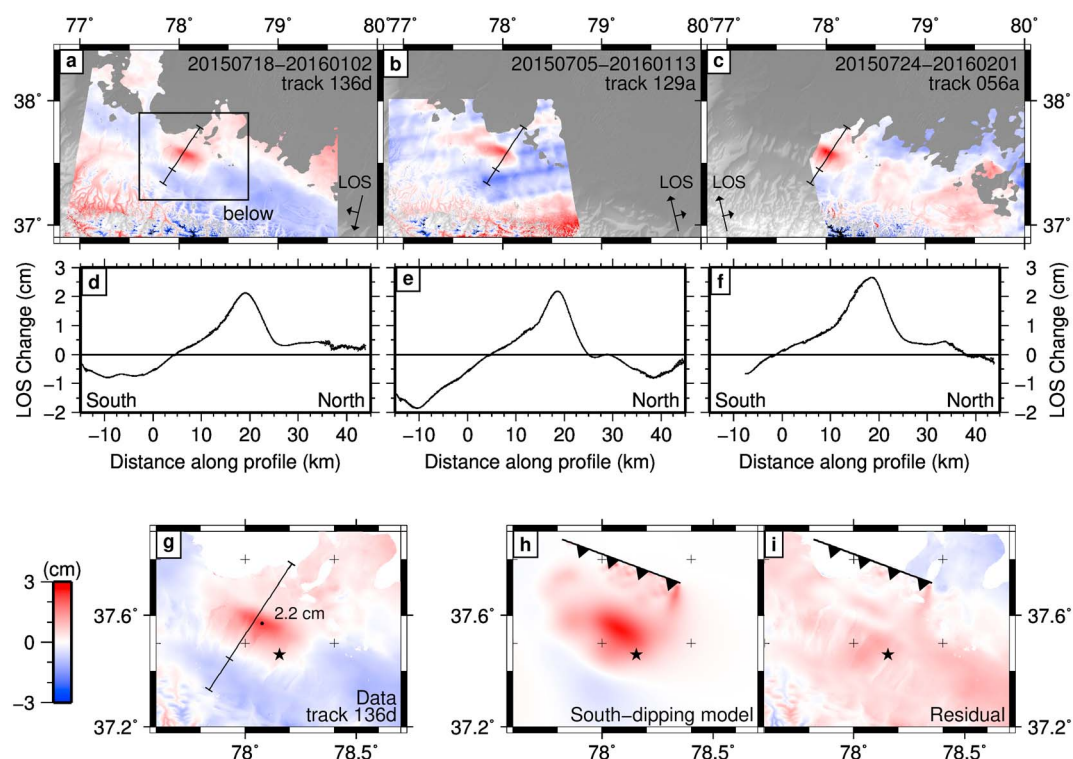 77° 78° 79° 80° 77° 78° 79° 80° 77° 78° 79° 80°
a 20150718−20160102
track 136d
b 20150705−20160113
track 129a
c 20150724−20160201
track 056a
38° 38°
LOS LOS LOS
below
37° 37°
d e f
LOS Change (cm)
3 2 1 0 −1 −2
3 2 1 0 −1 −2
LOS Change (cm)
South North South North South North
−10 0 10 20 30 40 −10 0 10 20 30 40 −10 0 10 20 30 40
Distance along profile (km) Distance along profile (km) Distance along profile (km)
g h i
(cm)
3
0
−3
37.6° 37.6°
2.2 cm
Data
track 136d
South−dipping model
Residual
37.2° 37.2°
78° 78.5° 78° 78.5° 78° 78.5°